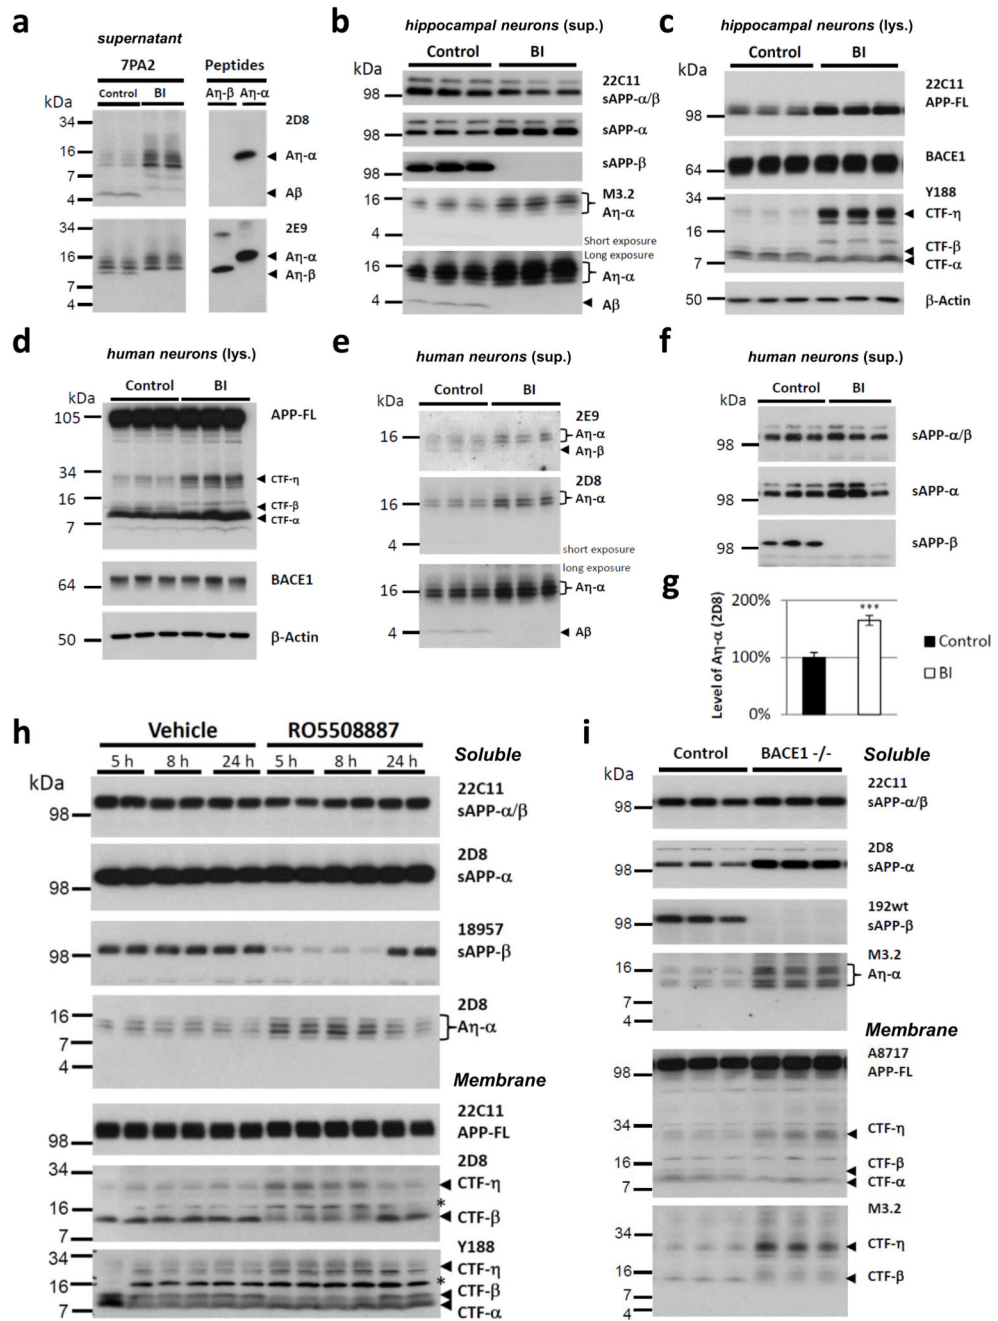 a
supernatant
7PA2
Peptides
Control BI
Aη-β Aη-α
kDa
34
2D8
16
Aη-α
7
4
Aβ
34
2E9
16
Aη-α
Aη-β
7
4
b
hippocampal neurons (sup.)
Control BI
kDa
22C11
98
sAPP-α/β
98
sAPP-α
98
sAPP-β
M3.2
16
Aη-α
Short exposure
Long exposure
16
Aη-α
4
Aβ
c
hippocampal neurons (lys.)
Control BI
kDa
22C11
APP-FL
98
BACE1
64
Y188
34
CTF-η
16
CTF-β
7
CTF-α
50
β-Actin
d
human neurons (lys.)
Control BI
kDa
105
APP-FL
34
CTF-η
16
CTF-β
CTF-α
7
BACE1
64
50
β-Actin
e
human neurons (sup.)
Control BI
kDa
2E9
16
Aη-α
Aη-β
2D8
16
Aη-α
4
short exposure
long exposure
16
Aη-α
4
Aβ
f
human neurons (sup.)
Control BI
kDa
98
sAPP-α/β
98
sAPP-α
98
sAPP-β
g
Level of Aη-α (2D8)
200%
100%
0%
***
Control
BI
h
Vehicle RO5508887
5 h 8 h 24 h 5 h 8 h 24 h
Soluble
kDa
22C11
98
sAPP-α/β
2D8
98
sAPP-α
18957
98
sAPP-β
2D8
16
Aη-α
7
4
Membrane
22C11
98
APP-FL
2D8
34
CTF-η
16
*
CTF-β
7
Y188
34
CTF-η
16
*
CTF-β
7
CTF-α
i
Control BACE1 -/-
Soluble
kDa
22C11
98
sAPP-α/β
2D8
98
sAPP-α
192wt
98
sAPP-β
M3.2
16
Aη-α
7
4
Membrane
A8717
98
APP-FL
34
CTF-η
16
CTF-β
7
CTF-α
M3.2
34
CTF-η
16
CTF-β
7
4